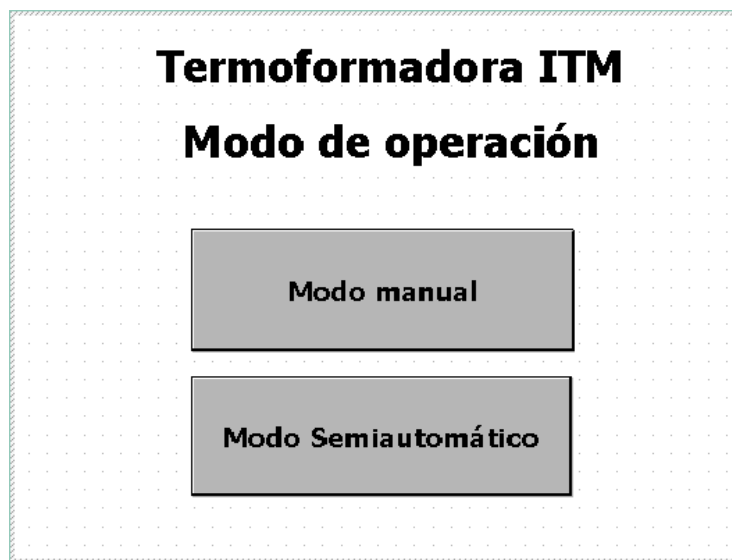 Termoformadora ITM
Modo de operación
Modo manual
Modo Semiautomático